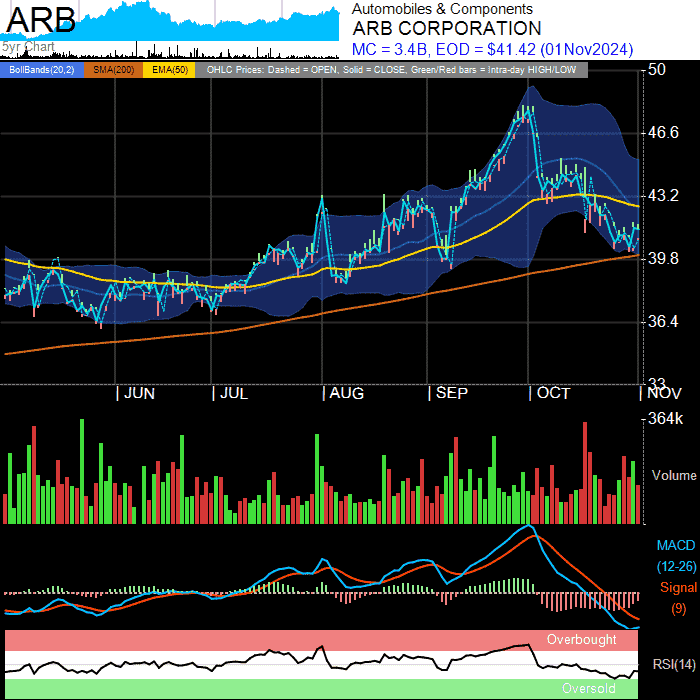 ARB
5yr Chart
Automobiles & Components
ARB CORPORATION
MC = 3.4B, EOD = $41.42 (01Nov2024)
BollBands(20,2) SMA(200) EMA(50) OHLC Prices: Dashed = OPEN, Solid = CLOSE, Green/Red bars = Intra-day HIGH/LOW
50
46.6
43.2
39.8
36.4
33
JUN JUL AUG SEP OCT NOV
364k
Volume
MACD
(12-26)
Signal
(9)
Overbought
RSI(14)
Oversold